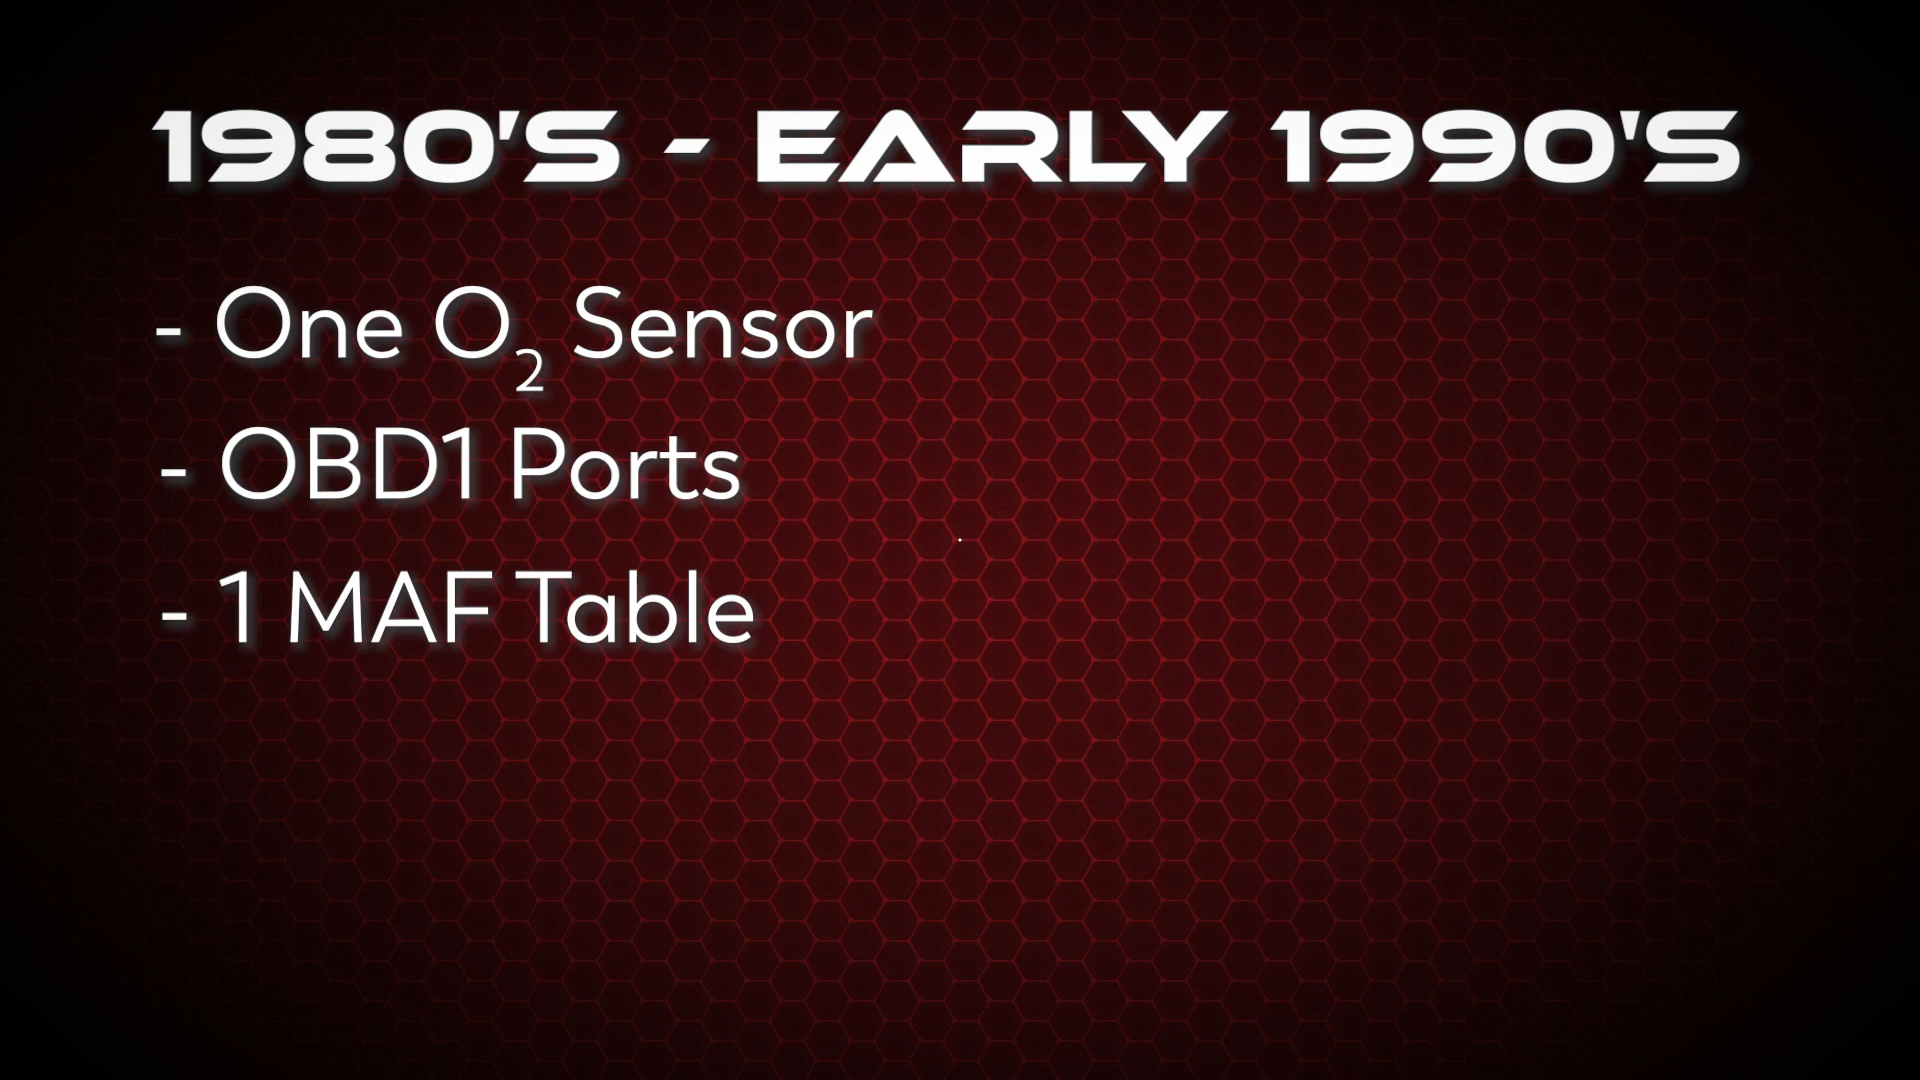 1980'S - EARLY 1990'S
- One O₂ Sensor
- OBD1 Ports
- 1 MAF Table